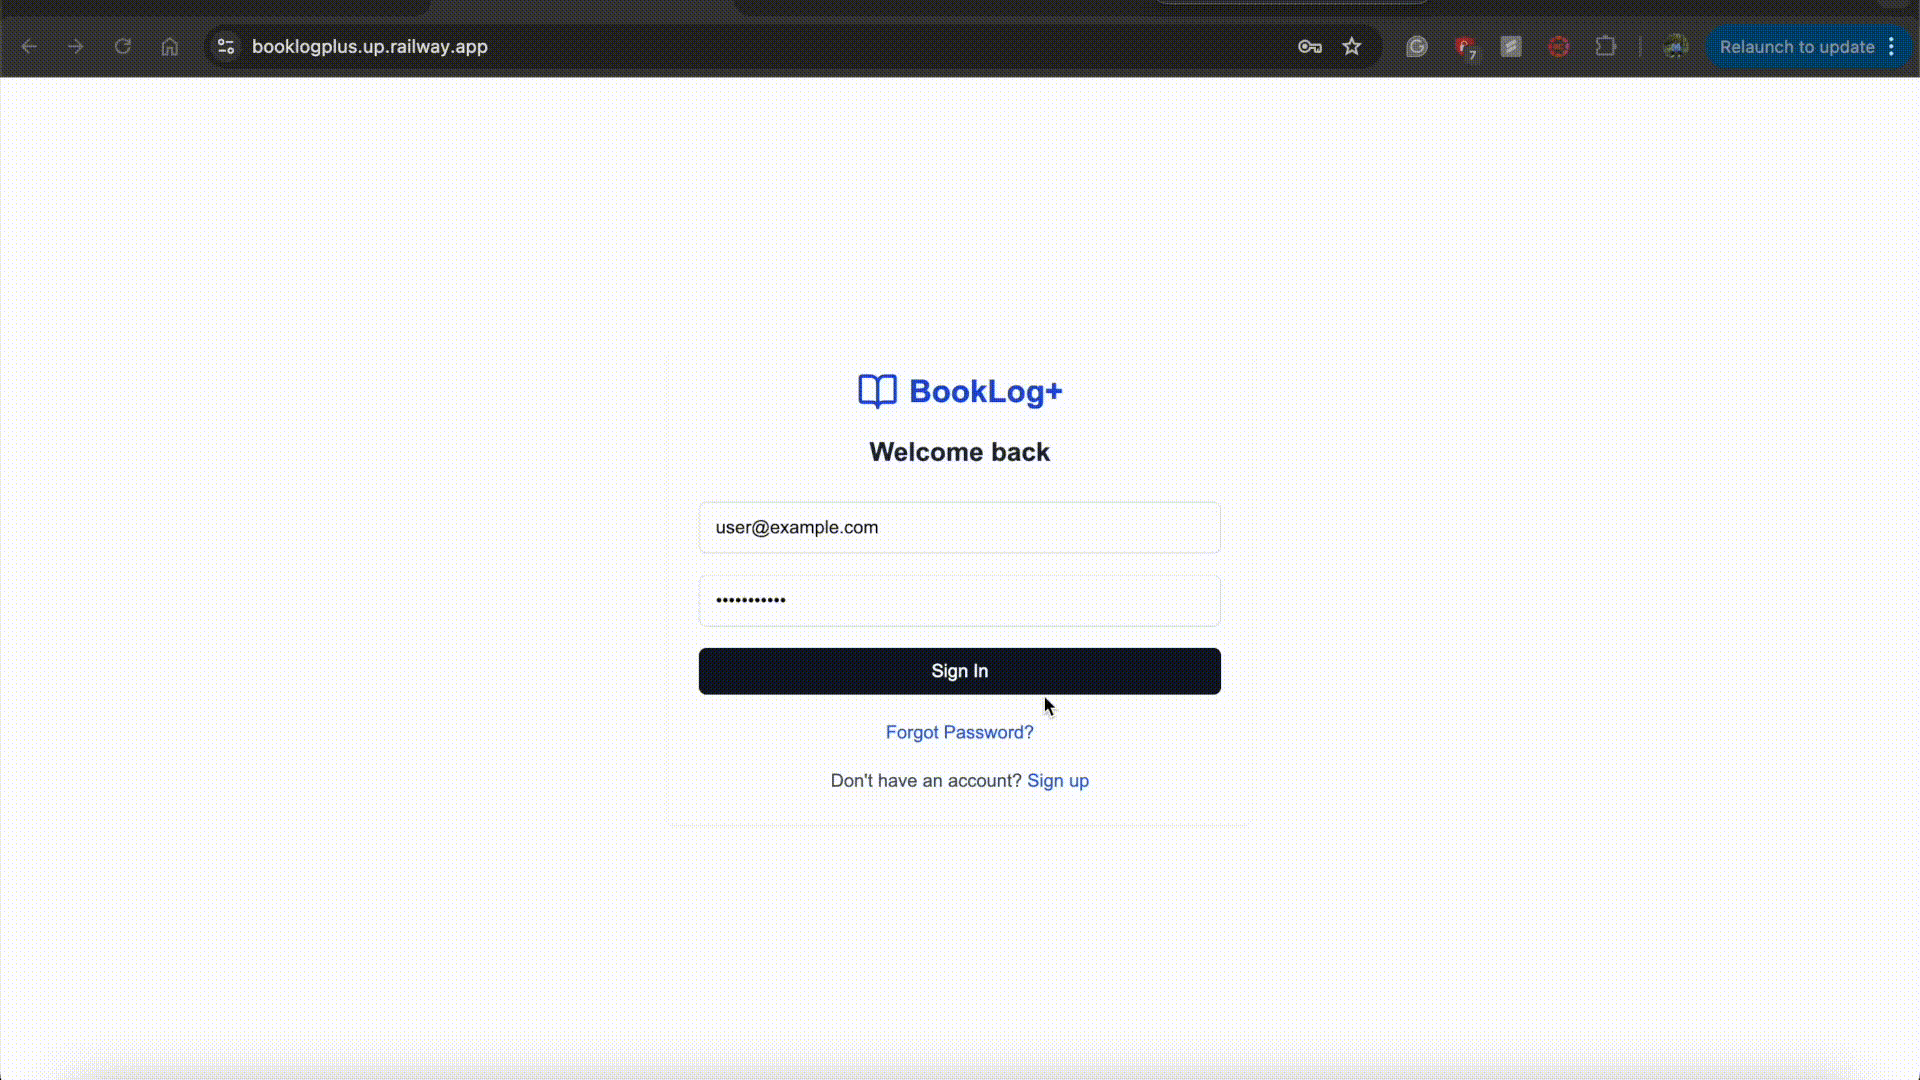 booklogplus.up.railway.app
7
Relaunch to update
BookLog+
Welcome back
user@example.com
•••••••••••
Sign In
Forgot Password?
Don't have an account? Sign up